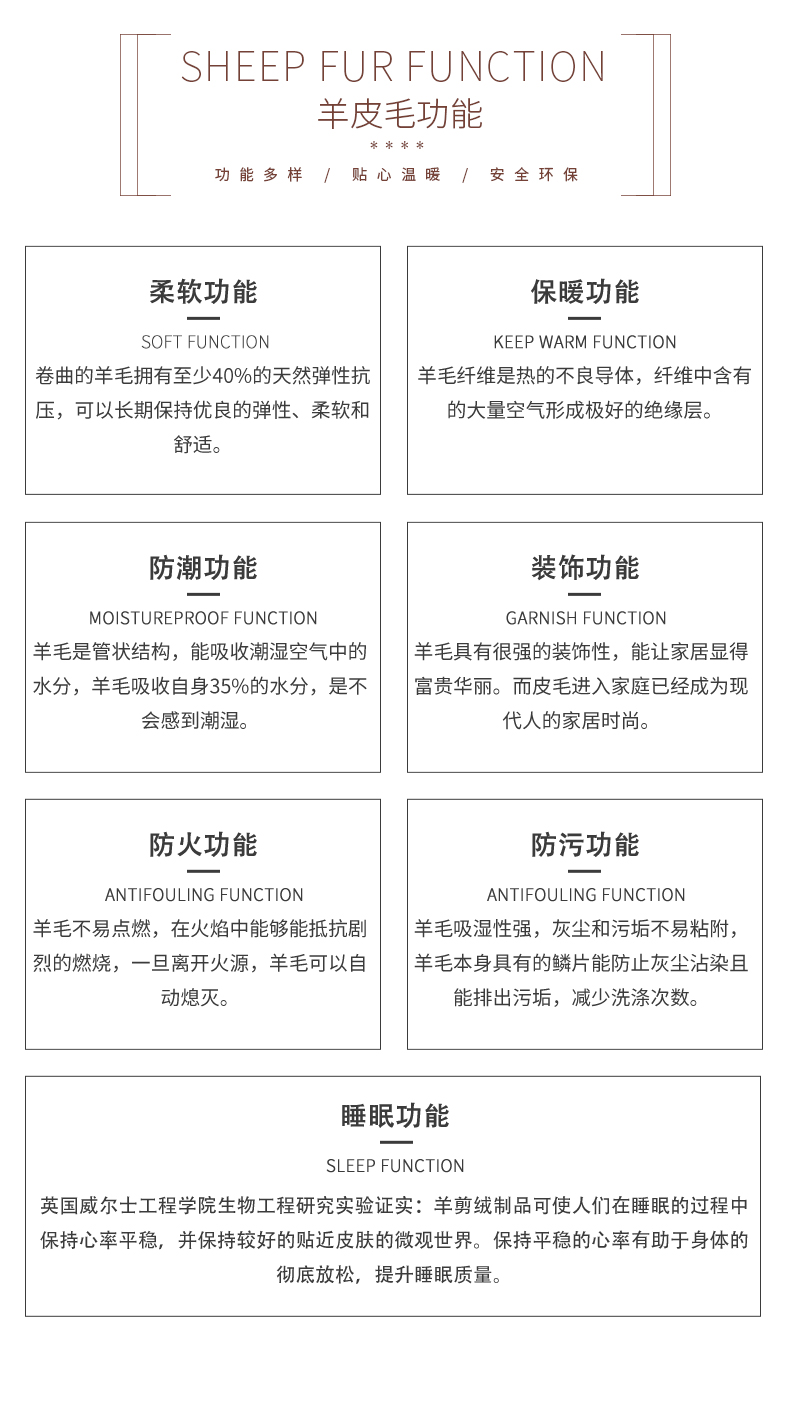 SHEEP FUR FUNCTION
羊皮毛功能
****
功能多样 / 贴心温暖 / 安全环保
柔软功能
SOFT FUNCTION
卷曲的羊毛拥有至少40%的天然弹性抗
压，可以长期保持优良的弹性、柔软和
舒适。
保暖功能
KEEP WARM FUNCTION
羊毛纤维是热的不良导体，纤维中含有
的大量空气形成极好的绝缘层。
防潮功能
MOISTUREPROOF FUNCTION
羊毛是管状结构，能吸收潮湿空气中的
水分，羊毛吸收自身35%的水分，是不
会感到潮湿。
装饰功能
GARNISH FUNCTION
羊毛具有很强的装饰性，能让家居显得
富贵华丽。而皮毛进入家庭已经成为现
代人的家居时尚。
防火功能
ANTIFOULING FUNCTION
羊毛不易点燃，在火焰中能够能抵抗剧
烈的燃烧，一旦离开火源，羊毛可以自
动熄灭。
防污功能
ANTIFOULING FUNCTION
羊毛吸湿性强，灰尘和污垢不易粘附，
羊毛本身具有的鳞片能防止灰尘沾染且
能排出污垢，减少洗涤次数。
睡眠功能
SLEEP FUNCTION
英国威尔士工程学院生物工程研究实验证实：羊剪绒制品可使人们在睡眠的过程中
保持心率平稳，并保持较好的贴近皮肤的微观世界。保持平稳的心率有助于身体的
彻底放松，提升睡眠质量。